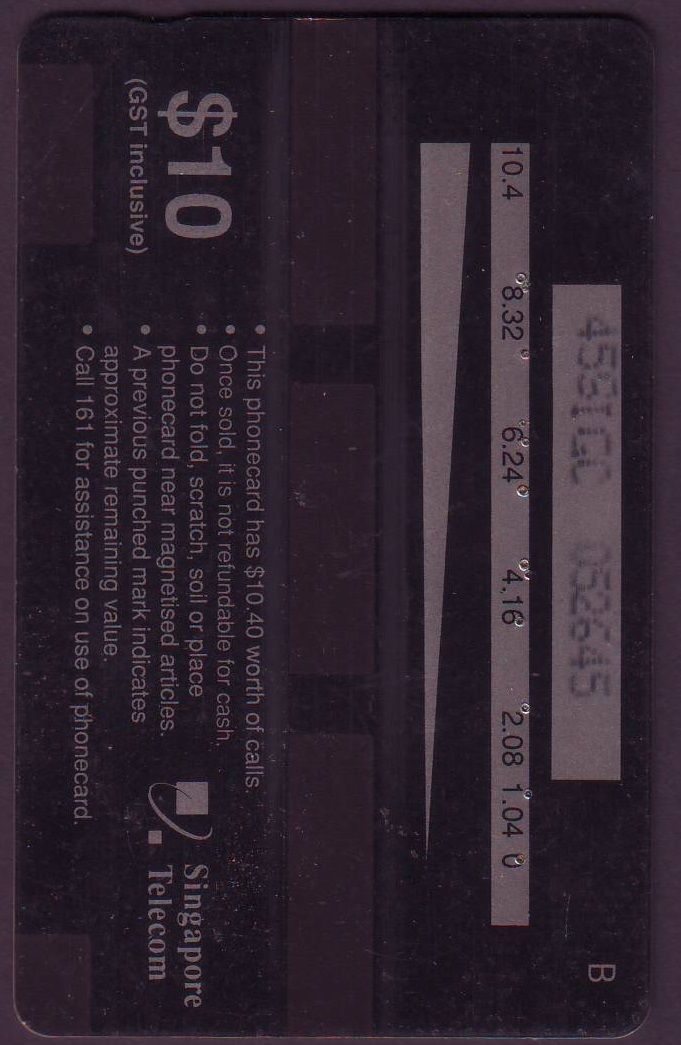 B
45SIGC 052645
10.4 8.32 6.24 4.16 2.08 1.04 0
• This phonecard has $10.40 worth of calls.
• Once sold, it is not refundable for cash.
• Do not fold, scratch, soil or place
phonecard near magnetised articles.
• A previous punched mark indicates
approximate remaining value.
• Call 161 for assistance on use of phonecard.
$10
(GST inclusive)
Singapore
Telecom